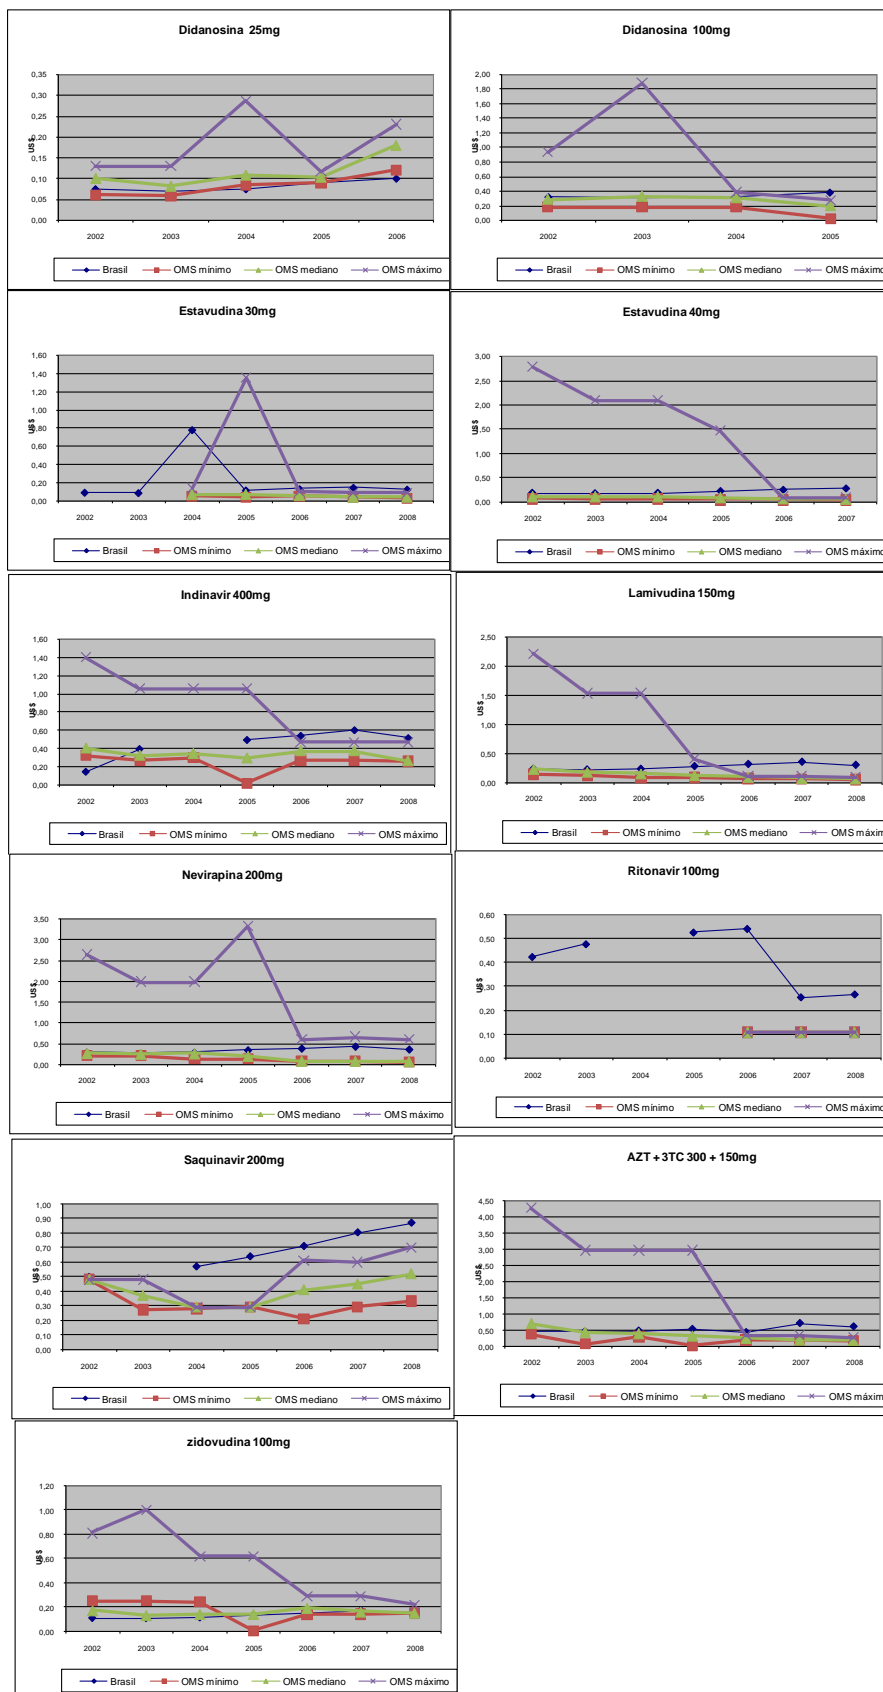 Didanosina 25mg
0,35
0,30
0,25
0,20
0,15
0,10
0,05
0,00
US$
2002 2003 2004 2005 2006
Brasil OMS mínimo OMS mediano OMS máximo
Didanosina 100mg
2,00
1,80
1,60
1,40
1,20
1,00
0,80
0,60
0,40
0,20
0,00
US$
2002 2003 2004 2005
Brasil OMS mínimo OMS mediano OMS máximo
Estavudina 30mg
1,60
1,40
1,20
1,00
0,80
0,60
0,40
0,20
0,00
US$
2002 2003 2004 2005 2006 2007 2008
Brasil OMS mínimo OMS mediano OMS máximo
Estavudina 40mg
3,00
2,50
2,00
1,50
1,00
0,50
0,00
US$
2002 2003 2004 2005 2006 2007
Brasil OMS mínimo OMS mediano OMS máximo
Indinavir 400mg
1,60
1,40
1,20
1,00
0,80
0,60
0,40
0,20
0,00
US$
2002 2003 2004 2005 2006 2007 2008
Brasil OMS mínimo OMS mediano OMS máximo
Lamivudina 150mg
2,50
2,00
1,50
1,00
0,50
0,00
US$
2002 2003 2004 2005 2006 2007 2008
Brasil OMS mínimo OMS mediano OMS máximo
Nevirapina 200mg
3,50
3,00
2,50
2,00
1,50
1,00
0,50
0,00
US$
2002 2003 2004 2005 2006 2007 2008
Brasil OMS mínimo OMS mediano OMS máximo
Ritonavir 100mg
0,60
0,50
0,40
0,30
0,20
0,10
0,00
US$
2002 2003 2004 2005 2006 2007 2008
Brasil OMS mínimo OMS mediano OMS máximo
Saquinavir 200mg
1,00
0,90
0,80
0,70
0,60
0,50
0,40
0,30
0,20
0,10
0,00
US$
2002 2003 2004 2005 2006 2007 2008
Brasil OMS mínimo OMS mediano OMS máximo
AZT + 3TC 300 + 150mg
4,50
4,00
3,50
3,00
2,50
2,00
1,50
1,00
0,50
0,00
US$
2002 2003 2004 2005 2006 2007 2008
Brasil OMS mínimo OMS mediano OMS máximo
zidovudina 100mg
1,20
1,00
0,80
0,60
0,40
0,20
0,00
US$
2002 2003 2004 2005 2006 2007 2008
Brasil OMS mínimo OMS mediano OMS máximo